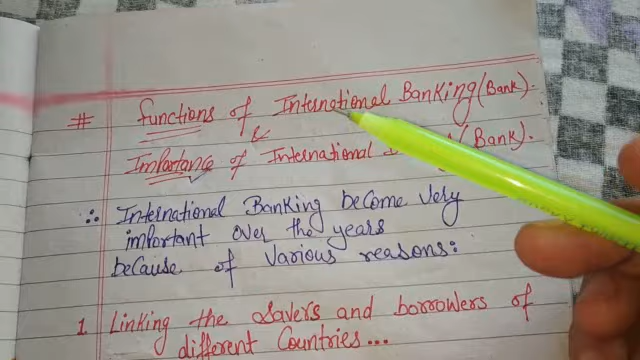 # Functions of International Banking (Bank).
&
Importance of International (Bank).
∴ International Banking become very
important over the years
because of various reasons:
1 Linking the savers and borrowers of
different Countries...